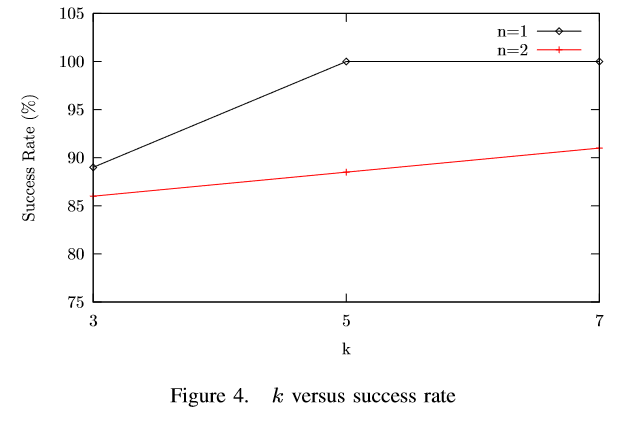 105
100
95
90
85
80
75
Success Rate (%)
n=1
n=2
3 5 7
k
Figure 4. k versus success rate